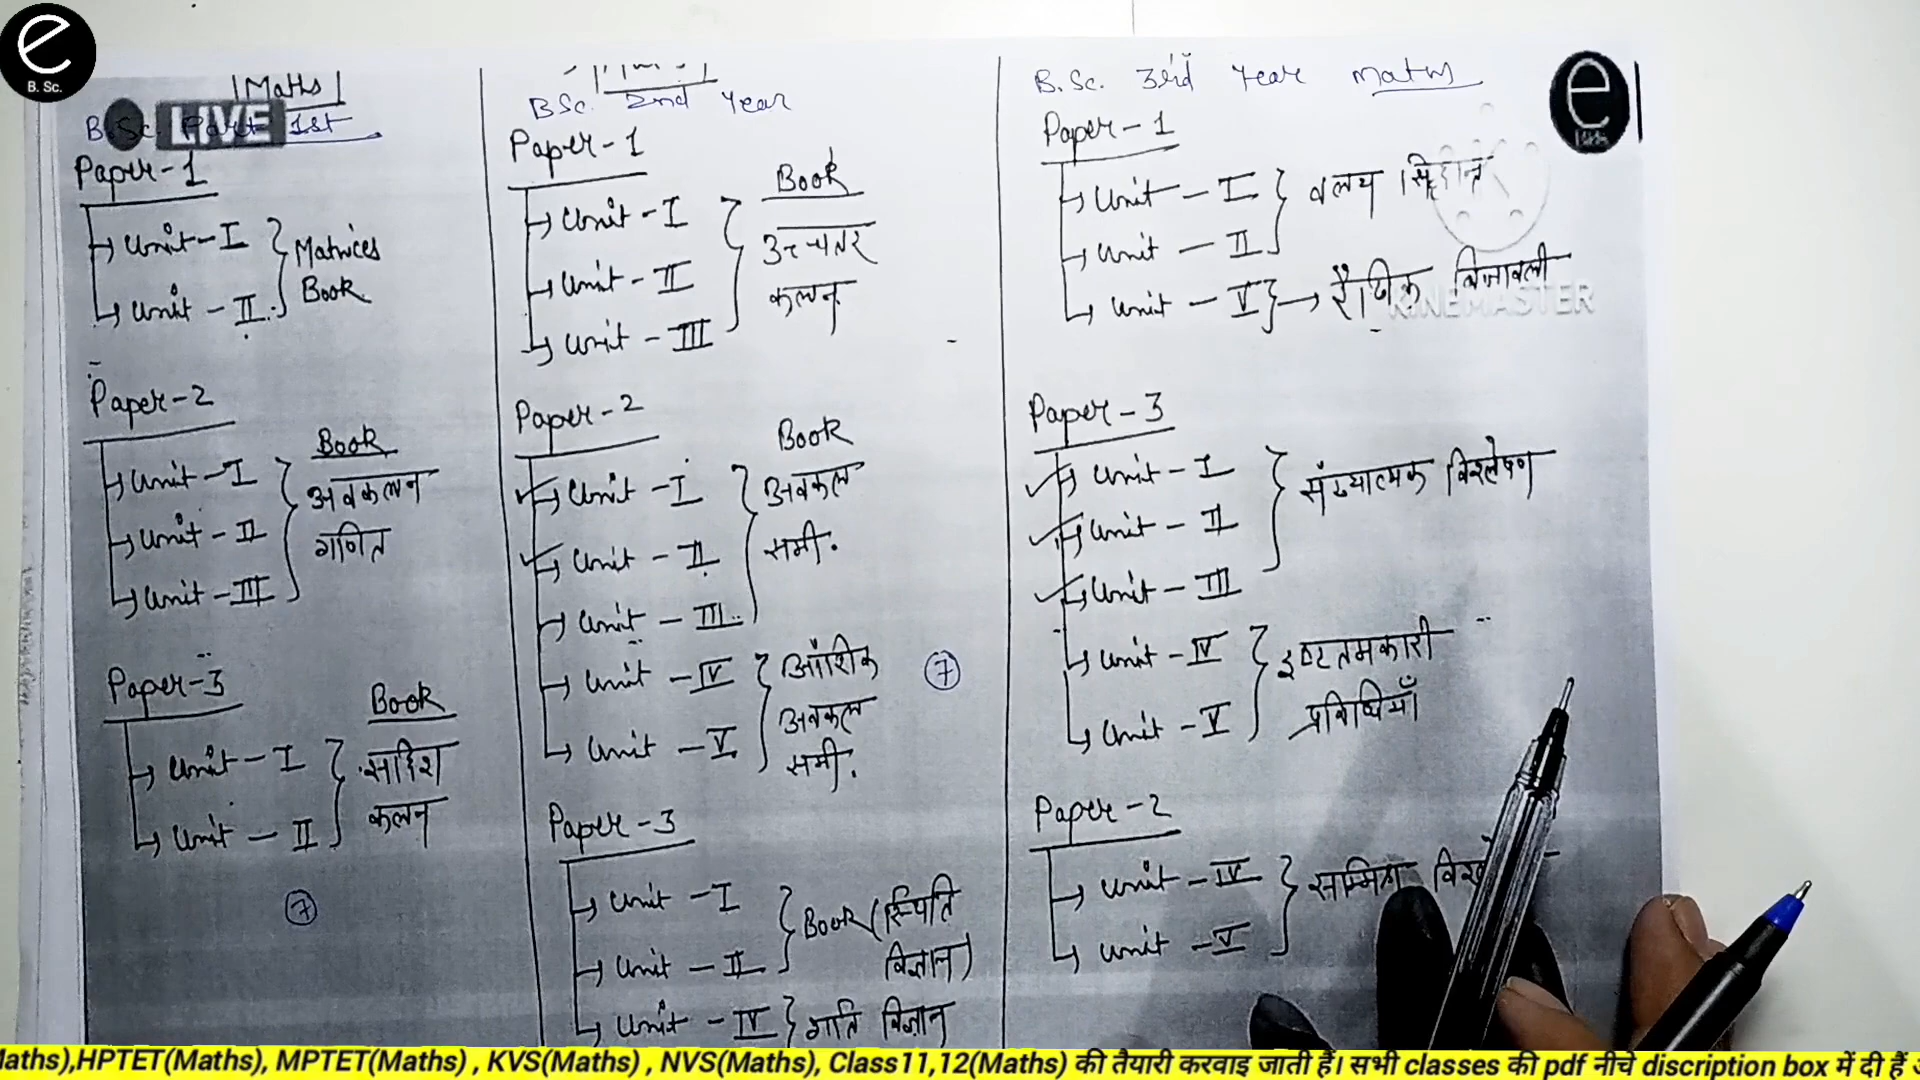 e
B. Sc.
Maths
LIVE
B.Sc. Part 1st
Paper-1
Unit-I
Unit-II
Matrices
Book
Paper-2
Unit-I
Unit-II
Unit-III
Book
अवकलन
गणित
Paper-3
Unit-I
Unit-II
Book
सदिश
कलन
7
BSc. 2nd Year
Paper-1
Unit-I
Unit-II
Unit-III
Book
उच्चतर
कलन
Paper-2
Unit-I
Unit-II
Unit-III
Book
अवकल
समी.
Unit-IV
Unit-V
आंशिक
अवकल
समी.
7
Paper-3
Unit-I
Unit-II
Book (स्थिति
विज्ञान)
Unit-IV
गति विज्ञान
B.Sc. 3rd Year Maths
e
Paper-1
Unit-I
Unit-II
वलय सिद्धान्त
Unit-V
KINEMASTER
Paper-3
Unit-I
Unit-II
Unit-III
संख्यात्मक विश्लेषण
Unit-IV
Unit-V
इष्टतमकारी
प्रविधियाँ
Paper-2
Unit-IV
Unit-V
सम्मिश्र
Maths),HPTET(Maths), MPTET(Maths) , KVS(Maths) , NVS(Maths), Class11,12(Maths) की तैयारी करवाई जाती हैं। सभी classes की pdf नीचे discription box में दी हैं